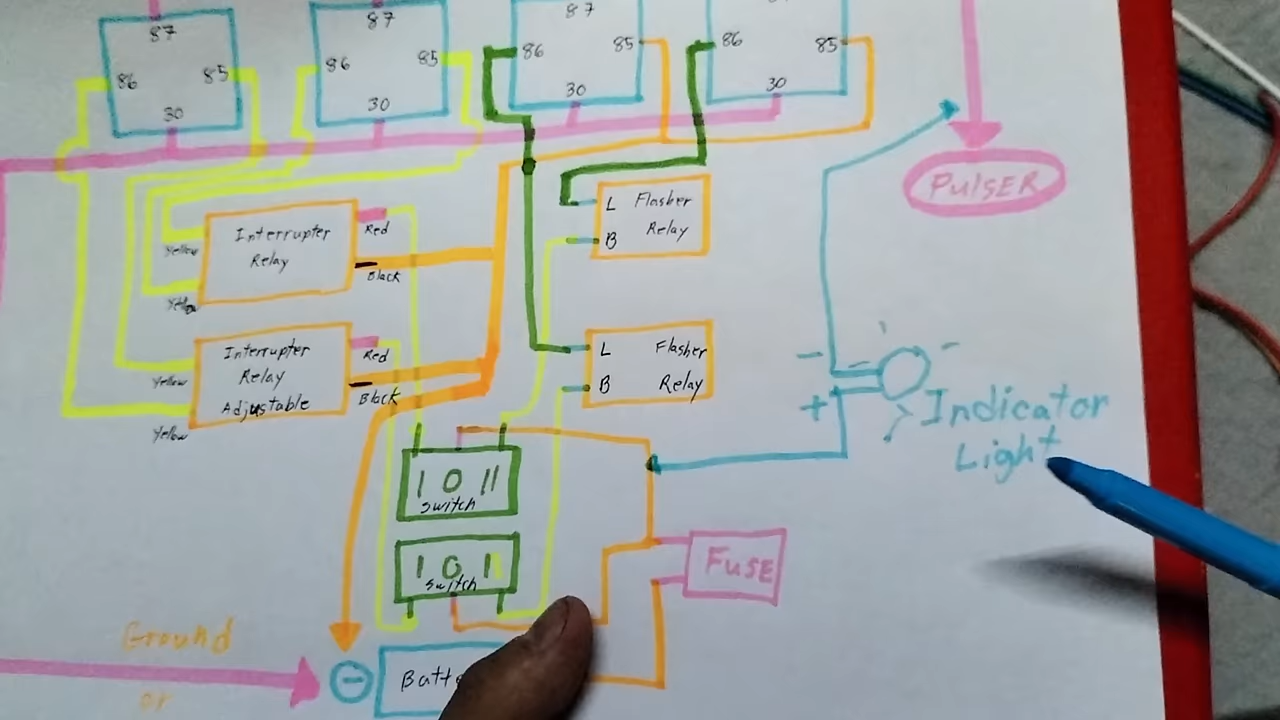 87
86
85
30
87
86
85
30
87
86
85
30
86
85
30
PulsER
Interrupter
Relay
Red
Black
Yellow
Yellow
Flasher
Relay
L
B
Interrupter
Relay
Adjustable
Red
Black
Yellow
Yellow
L
B
Flasher
Relay
-
+
Indicator
Light
I O II
Switch
I O I
Switch
FusE
Ground
or
-
Batte